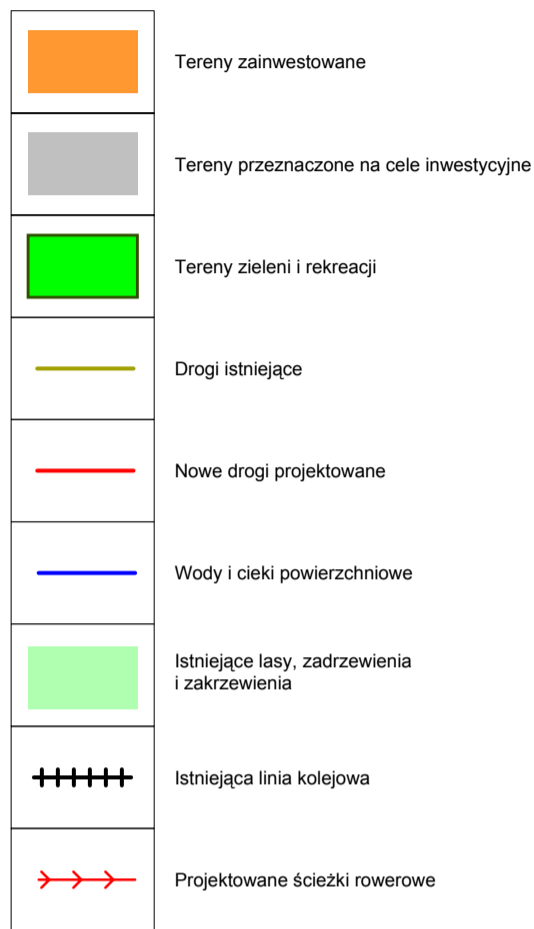 Tereny zainwestowane
Tereny przeznaczone na cele inwestycyjne
Tereny zieleni i rekreacji
Drogi istniejące
Nowe drogi projektowane
Wody i cieki powierzchniowe
Istniejące lasy, zadrzewienia
i zakrzewienia
Istniejąca linia kolejowa
Projektowane ścieżki rowerowe